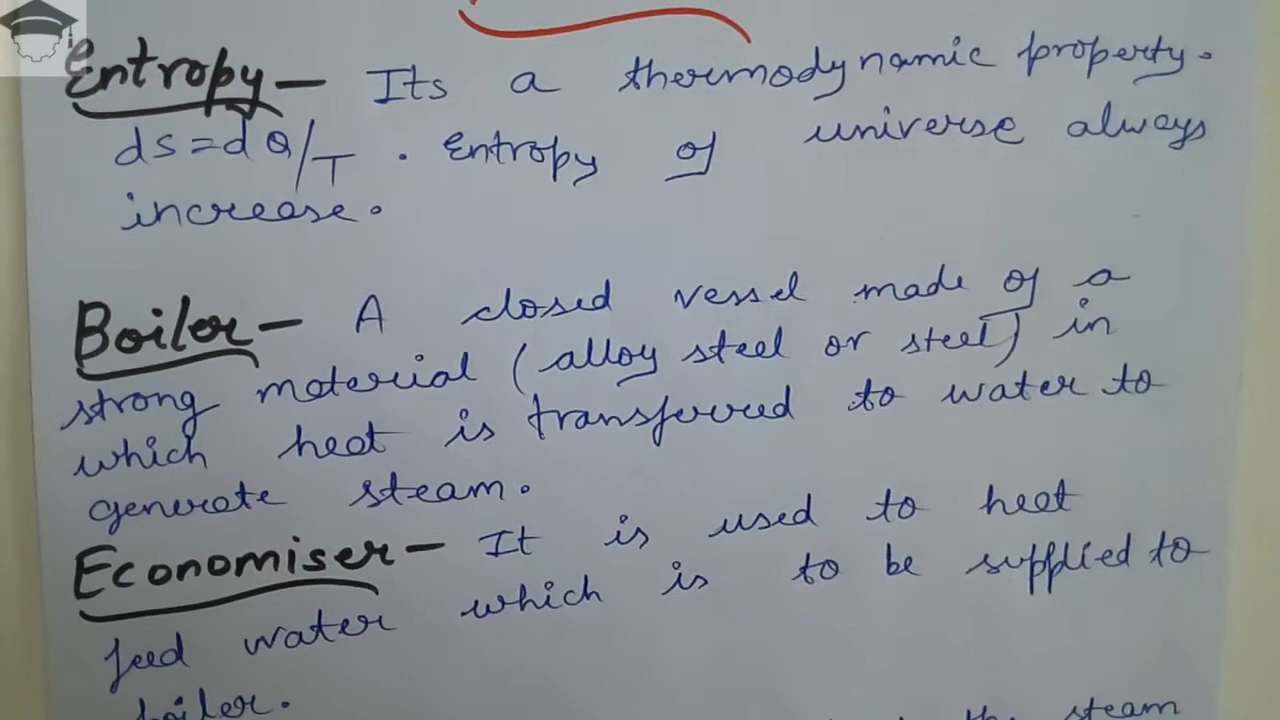 Entropy - Its a thermodynamic property.
ds = dQ/T . Entropy of universe always
increase.
Boiler - A closed vessel made of a
strong material (alloy steel or steel) in
which heat is transferred to water to
generate steam.
Economiser - It is used to heat
feed water which is to be supplied to
boiler.
the steam